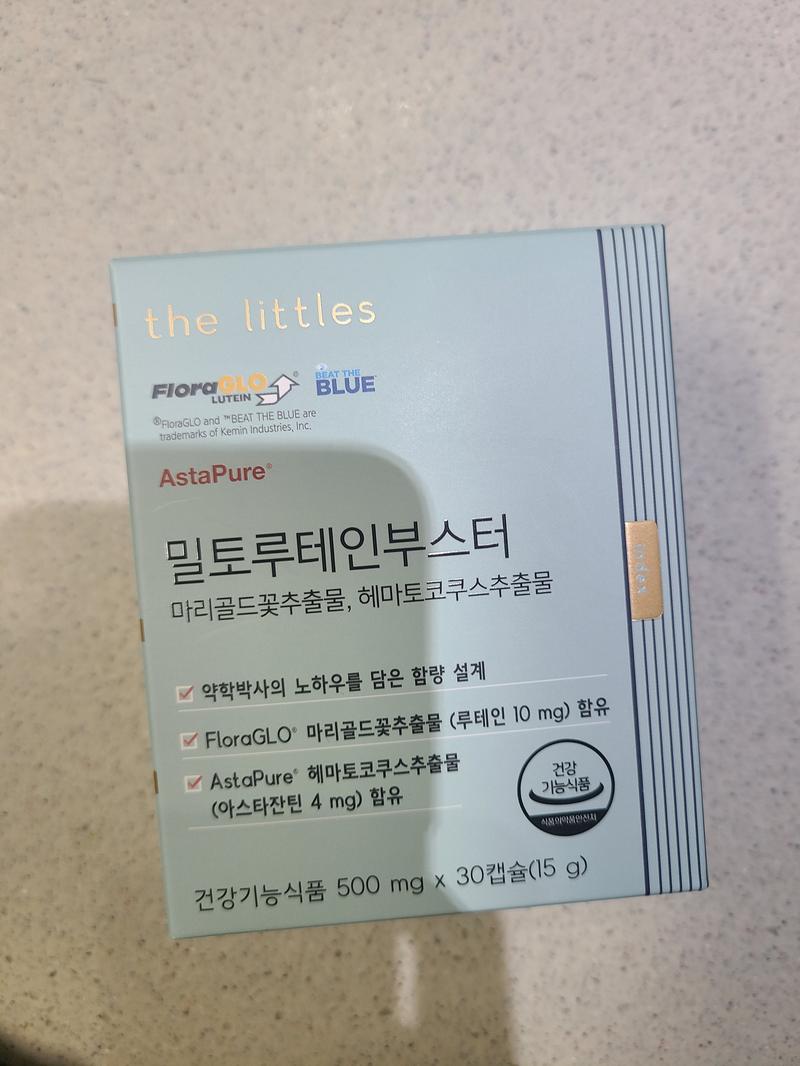 the littles
FloraGLO®
LUTEIN
BEAT THE
BLUE™
®FloraGLO and ™BEAT THE BLUE are
trademarks of Kemin Industries, Inc.
AstaPure®
밀토루테인부스터
마리골드꽃추출물, 헤마토코쿠스추출물
index
약학박사의 노하우를 담은 함량 설계
FloraGLO® 마리골드꽃추출물 (루테인 10 mg) 함유
AstaPure® 헤마토코쿠스추출물
(아스타잔틴 4 mg) 함유
건강
기능식품
식품의약품안전처
건강기능식품 500 mg x 30캡슐(15 g)